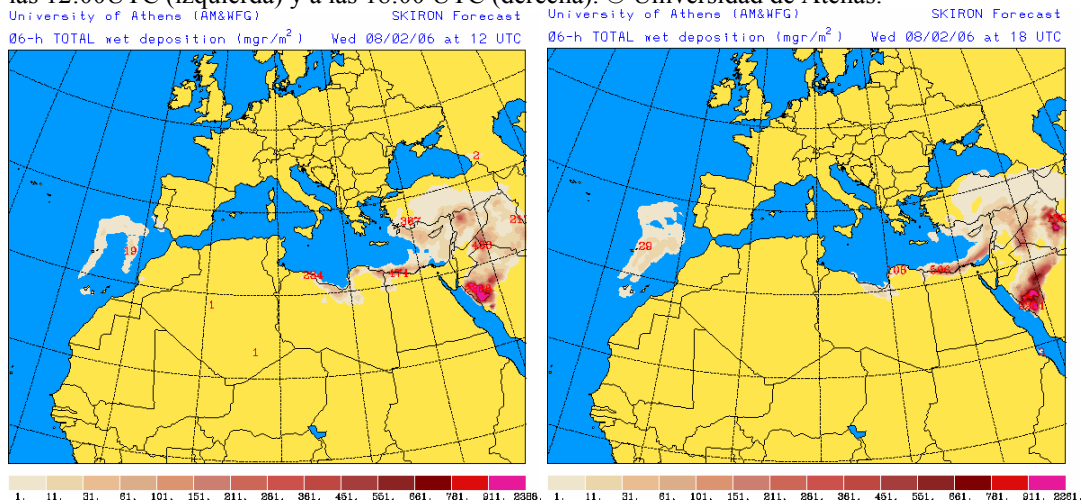 las 12:00UTC (izquierda) y a las 18:00 UTC (derecha). © Universidad de Atenas.
University of Athens (AM&WFG) SKIRON Forecast
06-h TOTAL wet deposition (mgr/m²) Wed 08/02/06 at 12 UTC
2
19
284
474
1
1
1. 11. 31. 61. 101. 151. 211. 281. 361. 451. 551. 661. 781. 911. 2386.
University of Athens (AM&WFG) SKIRON Forecast
06-h TOTAL wet deposition (mgr/m²) Wed 08/02/06 at 18 UTC
29
506
1. 11. 31. 61. 101. 151. 211. 281. 361. 451. 551. 661. 781. 911. 2386.